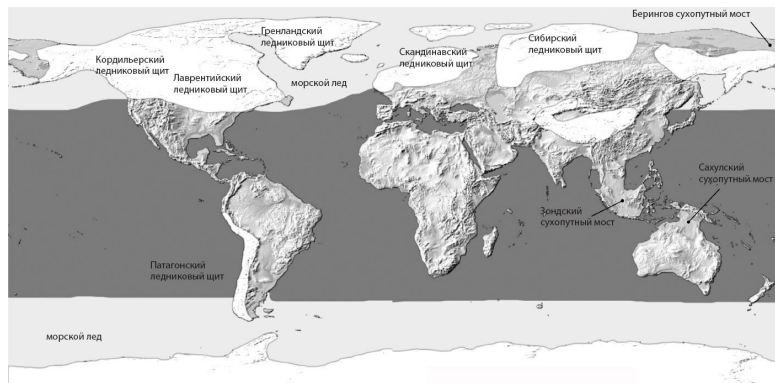 Берингов сухопутный мост
Гренландский
ледниковый щит
Сибирский
ледниковый щит
Скандинавский
ледниковый щит
Кордильерский
ледниковый щит
Лаврентийский
ледниковый щит
морской лед
Сахулский
сухопутный мост
Зондский
сухопутный мост
Патагонский
ледниковый щит
морской лед